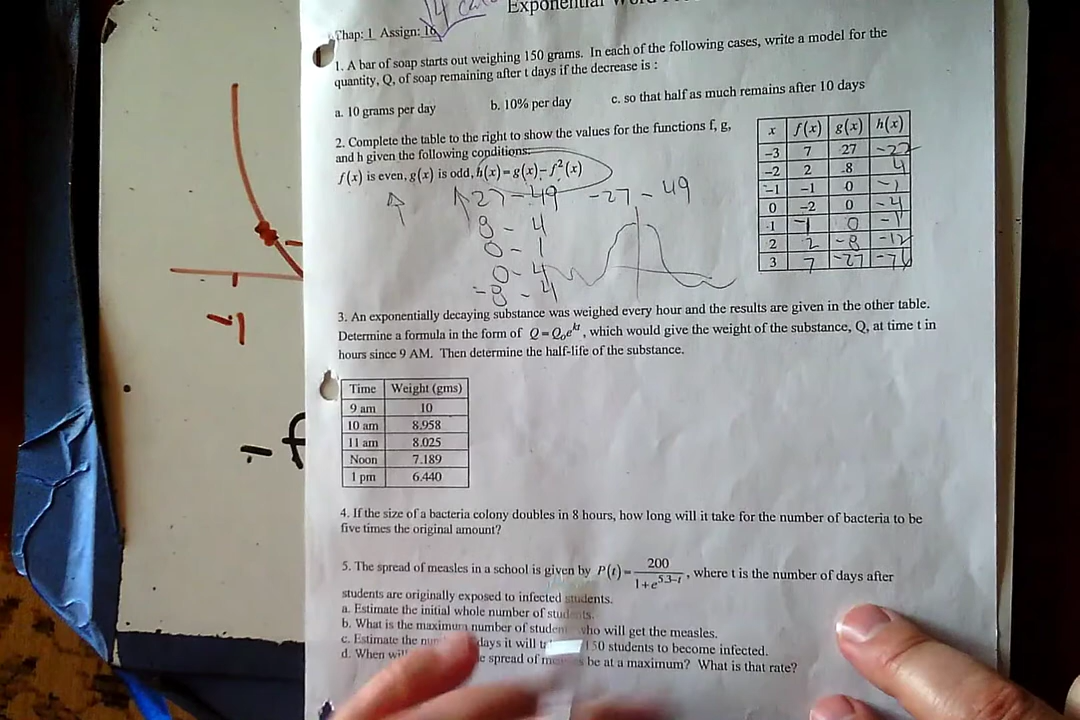 Exponential
Chap: 1 Assign: 16
1. A bar of soap starts out weighing 150 grams. In each of the following cases, write a model for the
quantity, Q, of soap remaining after t days if the decrease is :
a. 10 grams per day b. 10% per day c. so that half as much remains after 10 days
2. Complete the table to the right to show the values for the functions f, g,
and h given the following conditions:
f(x) is even, g(x) is odd, h(x)=g(x)-f²(x)
27-49 -27-49
8-4
0-1
0-4
-8-4
x f(x) g(x) h(x)
-3 7 27 -22
-2 2 8 4
-1 -1 0 -1
0 -2 0 -4
1 -1 0 -1
2 2 -8 -12
3 7 -27 -76
3. An exponentially decaying substance was weighed every hour and the results are given in the other table.
Determine a formula in the form of Q=Q₀e^kt, which would give the weight of the substance, Q, at time t in
hours since 9 AM. Then determine the half-life of the substance.
Time Weight (gms)
9 am 10
10 am 8.958
11 am 8.025
Noon 7.189
1 pm 6.440
4. If the size of a bacteria colony doubles in 8 hours, how long will it take for the number of bacteria to be
five times the original amount?
5. The spread of measles in a school is given by P(t)=200/(1+e^5.3-t), where t is the number of days after
students are originally exposed to infected students.
a. Estimate the initial whole number of students.
b. What is the maximum number of students who will get the measles.
c. Estimate the days it will 150 students to become infected.
d. When spread of be at a maximum? What is that rate?
-1
-f